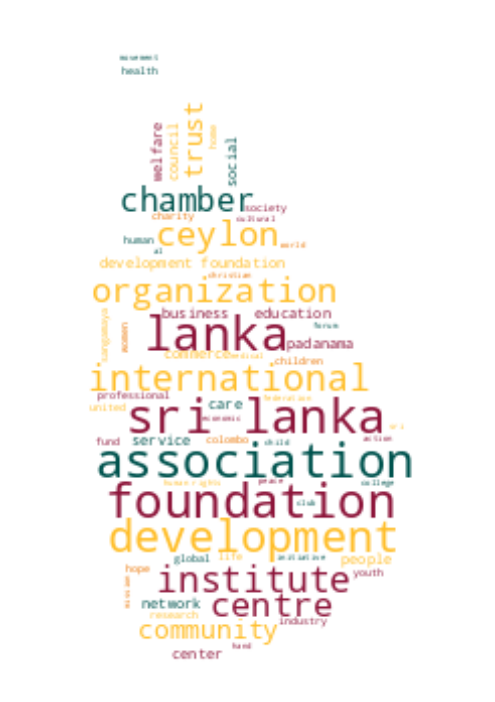 movement
health
welfare
council
trust
home
social
chamber
society
charity
cultural
human
ceylon
world
al
development foundation
christian
organization
business
education
sangamaya
women
lanka
forum
padanama
commerce
medical
children
international
professional
federation
united
care
sri lanka
economic
sri
fund
service
colombo
child
action
association
human rights
peace
college
foundation
club
development
global
life
initiative
people
hope
institute
youth
mission
network
centre
research
industry
community
hand
center